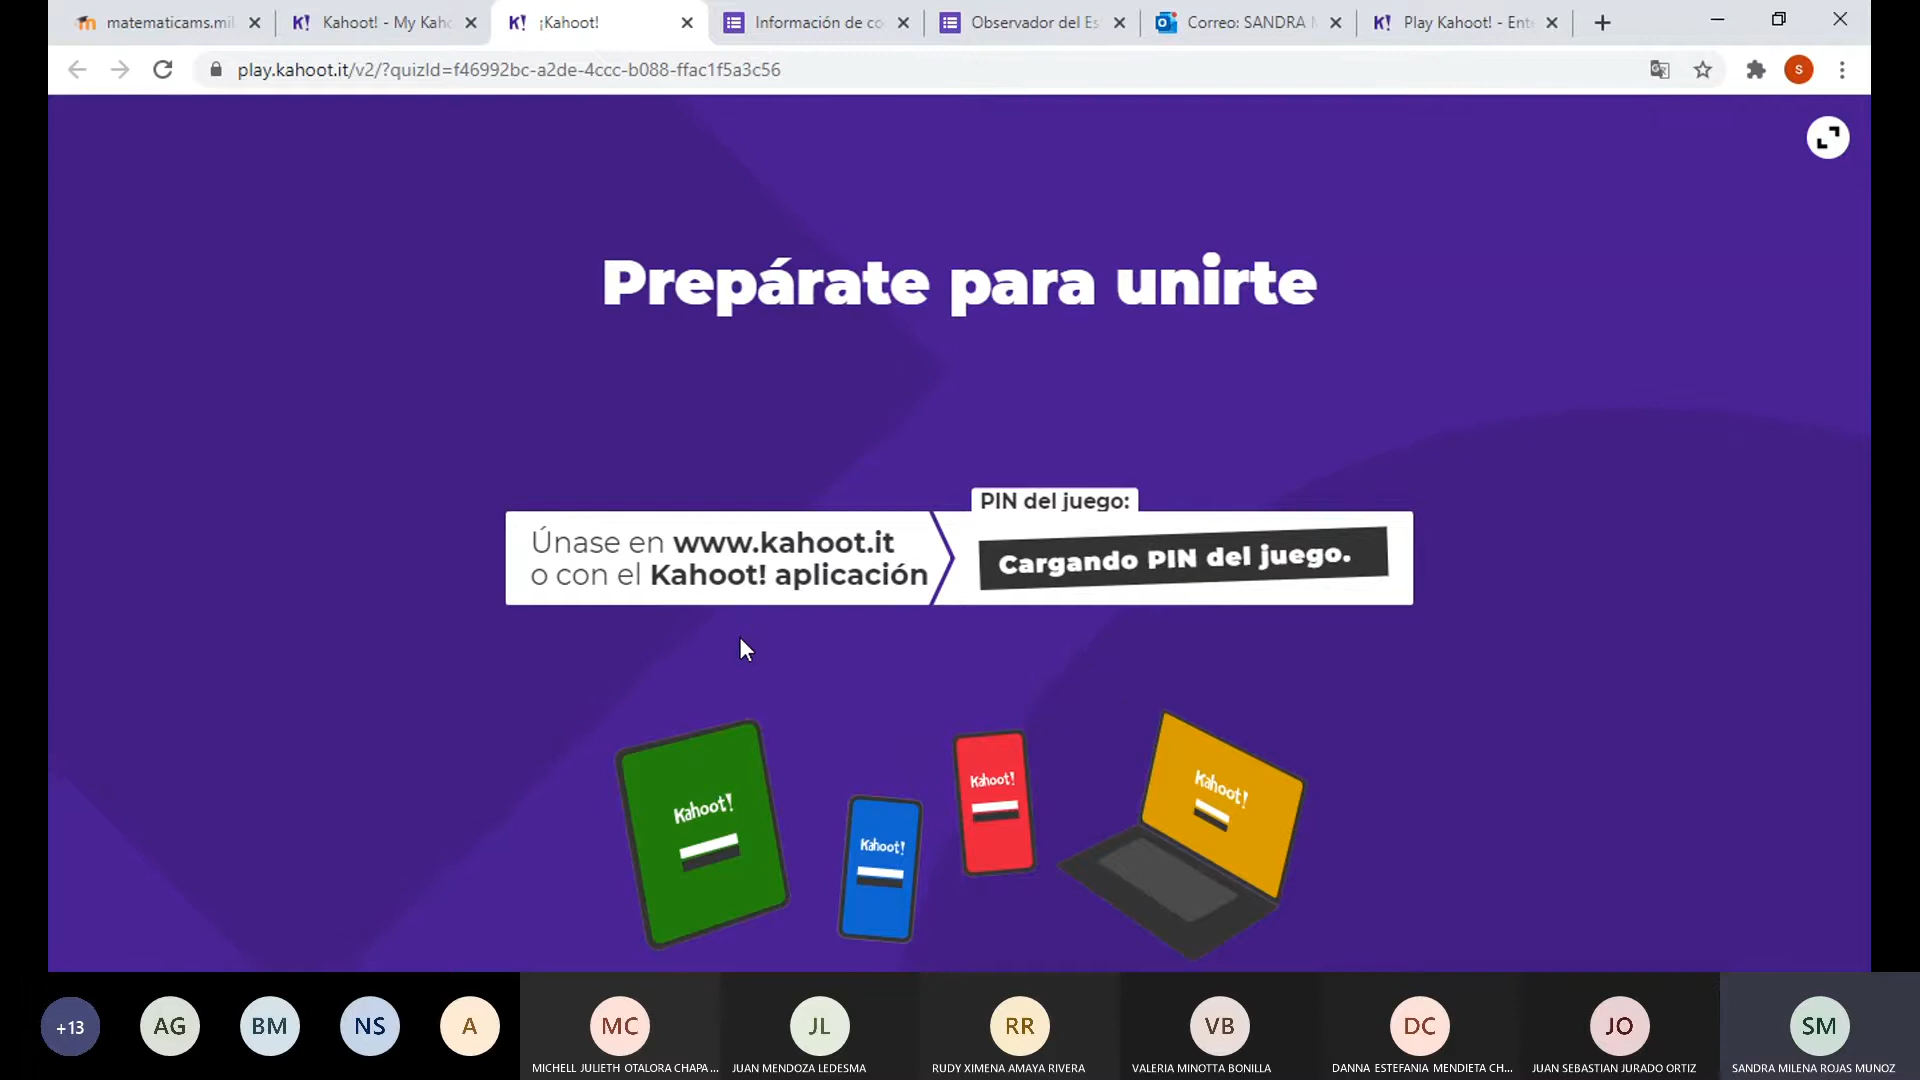 matematicams.mil
K! Kahoot! - My Kaho
K! ¡Kahoot!
Información de co
Observador del Es
Correo: SANDRA M
K! Play Kahoot! - Ente
play.kahoot.it/v2/?quizId=f46992bc-a2de-4ccc-b088-ffac1f5a3c56
S
Prepárate para unirte
PIN del juego:
Únase en www.kahoot.it
o con el Kahoot! aplicación
Cargando PIN del juego.
Kahoot!
Kahoot!
Kahoot!
Kahoot!
+13
AG
BM
NS
A
MC
JL
RR
VB
DC
JO
SM
MICHELL JULIETH OTALORA CHAPA...
JUAN MENDOZA LEDESMA
RUDY XIMENA AMAYA RIVERA
VALERIA MINOTTA BONILLA
DANNA ESTEFANIA MENDIETA CH...
JUAN SEBASTIAN JURADO ORTIZ
SANDRA MILENA ROJAS MUNOZ